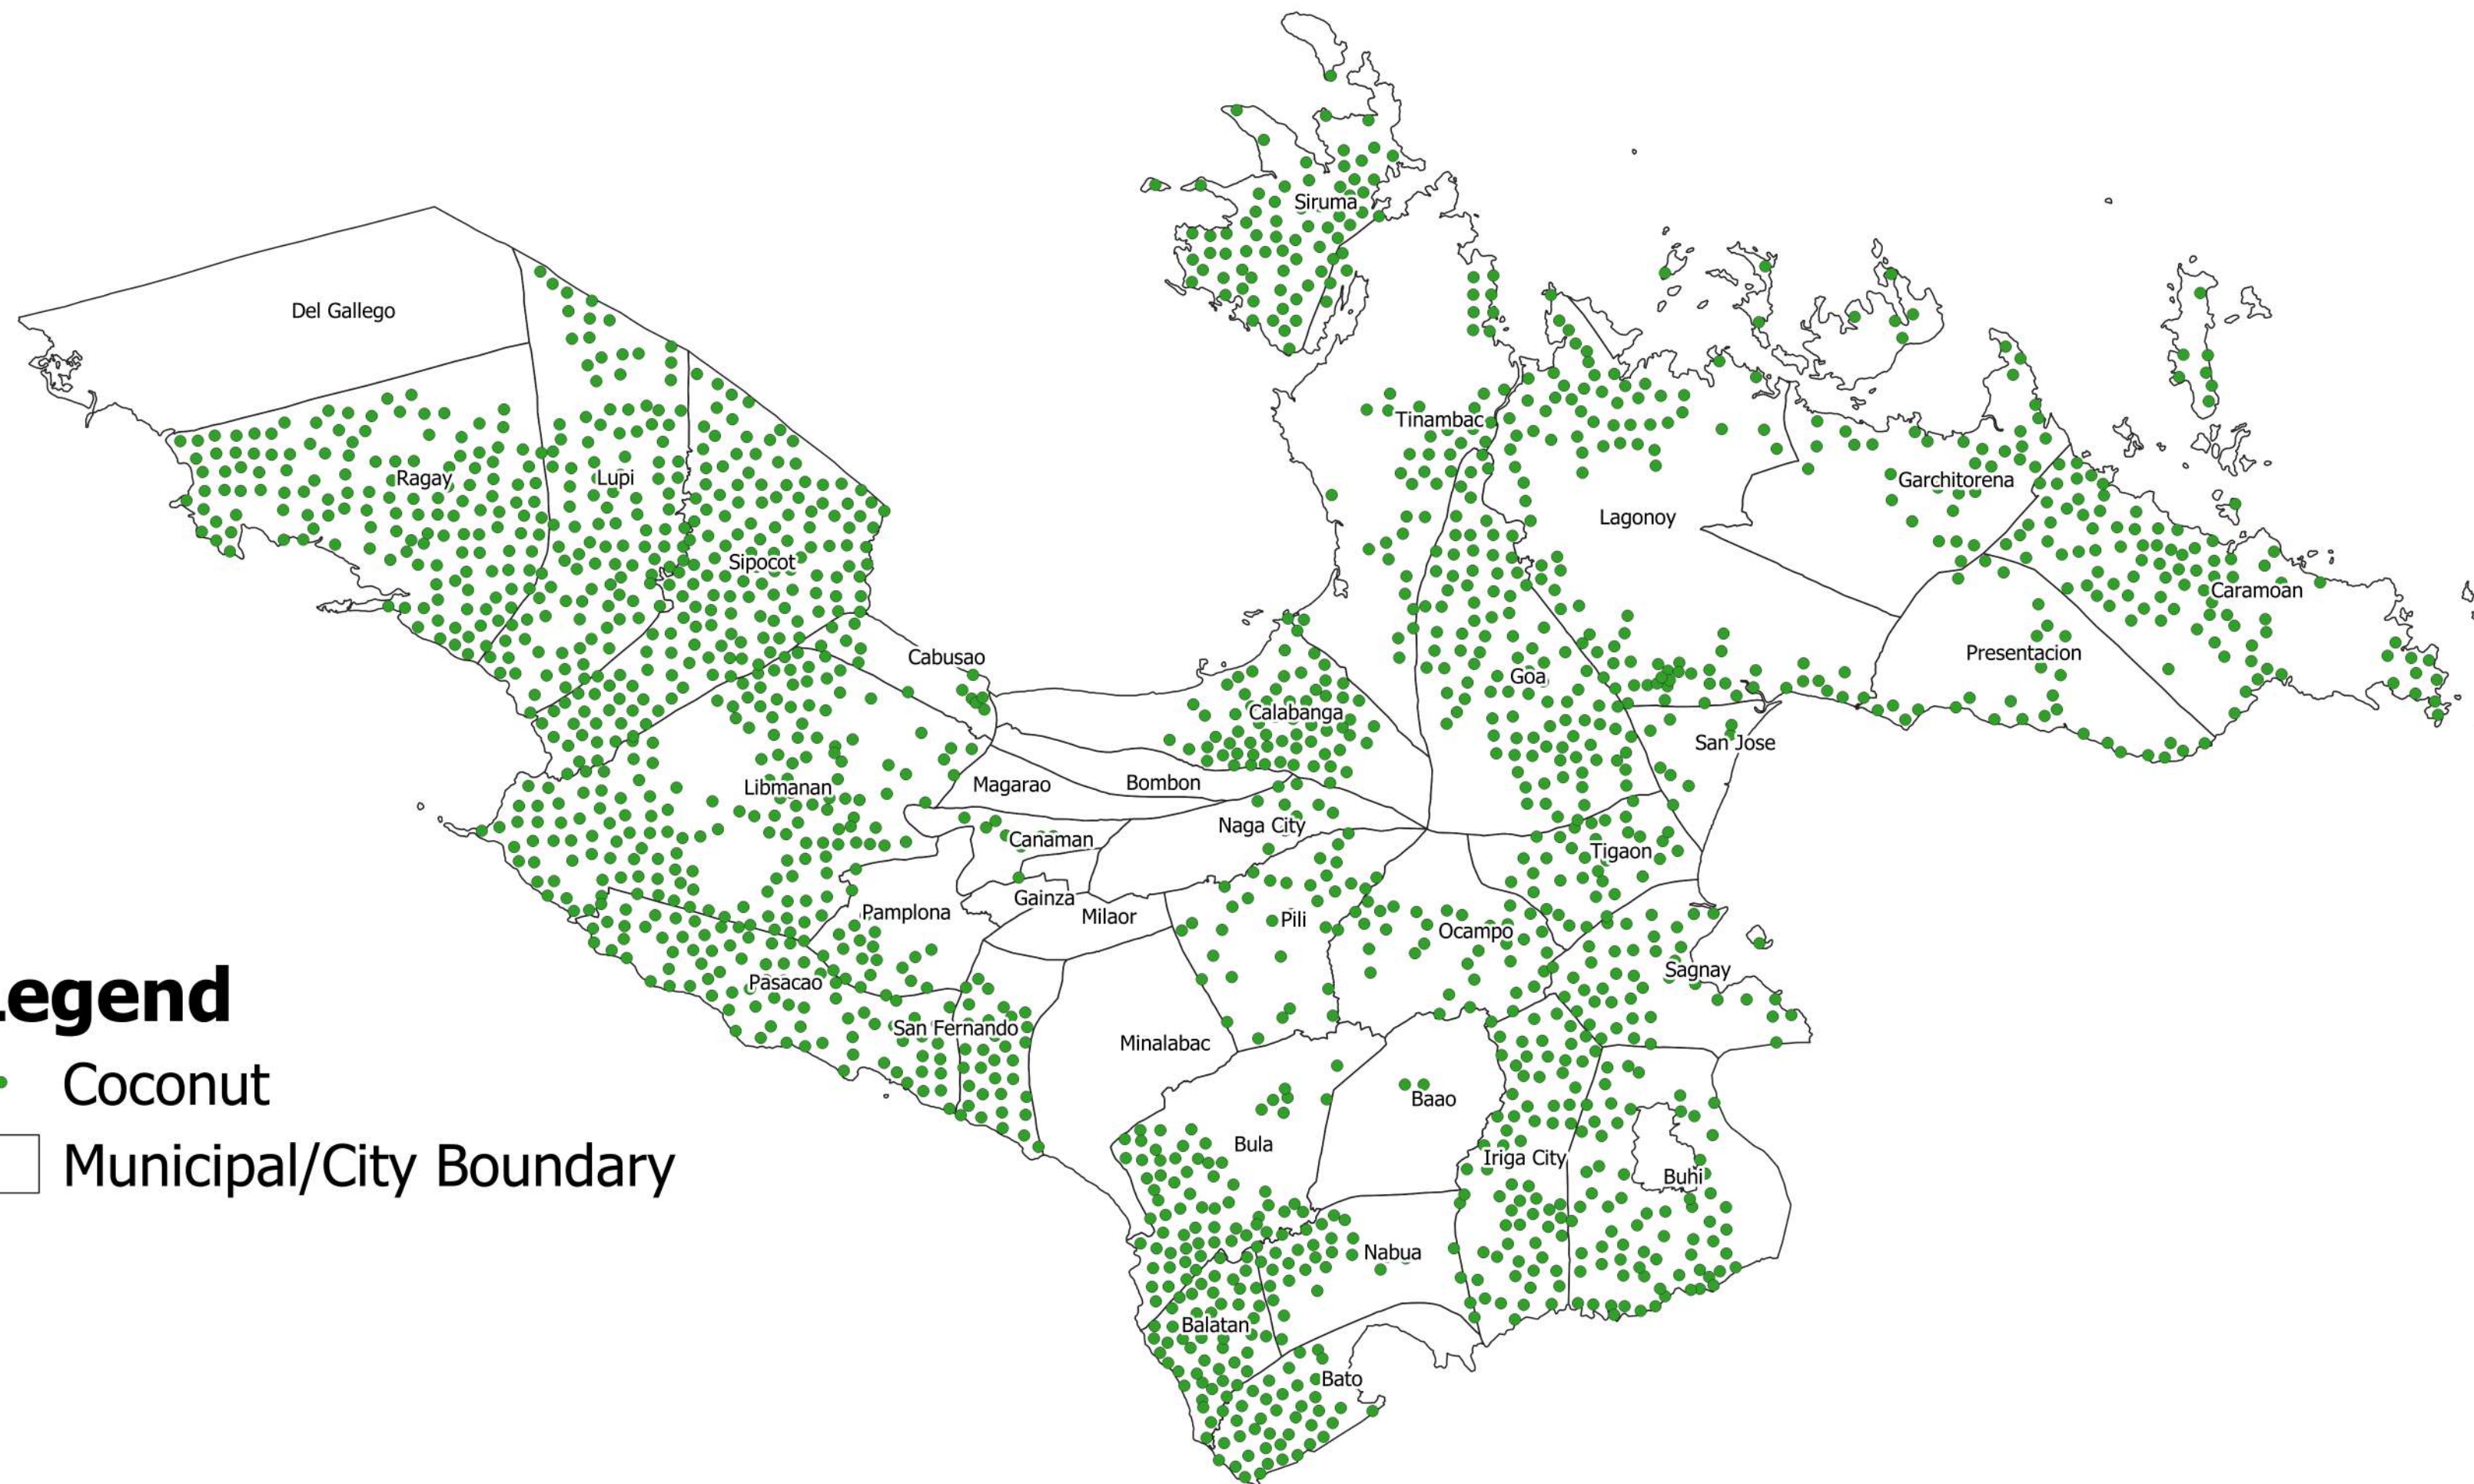 Siruma
Del Gallego
Tinambac
Ragay
Lupi
Garchitorena
Lagonoy
Sipocot
Caramoan
Cabusao
Presentacion
Goa
Calabanga
San Jose
Libmanan
Magarao
Bombon
Naga City
Canaman
Tigaon
Gainza
Pamplona
Milaor
Pili
Ocampo
Sagnay
Pasacao
San Fernando
Minalabac
Baao
Bula
Iriga City
Buhi
Nabua
Balatan
Bato
egend
Coconut
Municipal/City Boundary